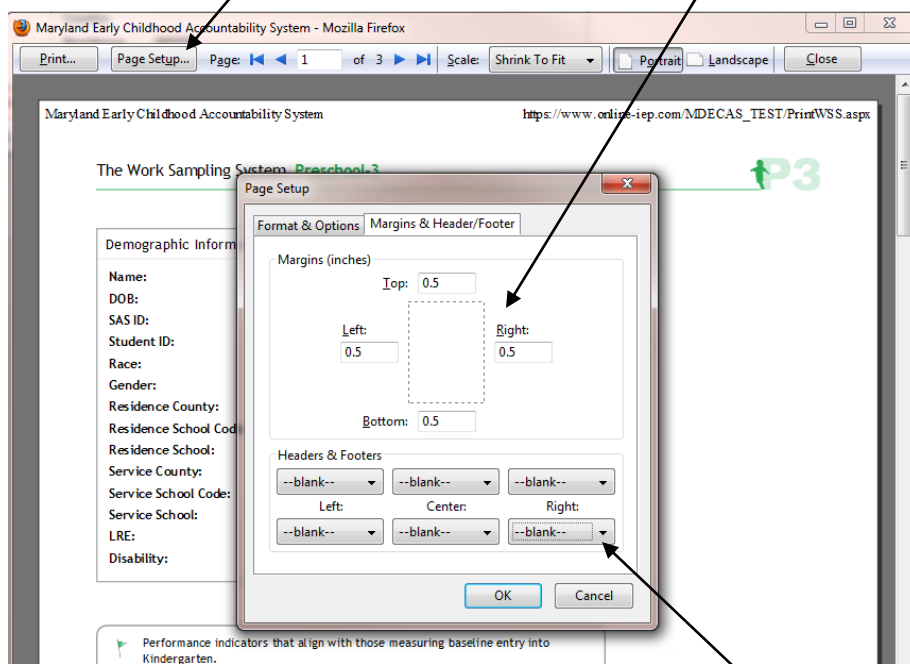 Maryland Early Childhood Accountability System - Mozilla Firefox
Print... Page Setup... Page: 1 of 3 Scale: Shrink To Fit Portrait Landscape Close
Maryland Early Childhood Accountability System https://www.online-iep.com/MDECAS_TEST/PrintWSS.aspx
The Work Sampling System Preschool-3 P3
Page Setup
Format & Options Margins & Header/Footer
Demographic Inform
Margins (inches)
Name:
Top: 0.5
DOB:
SAS ID:
Left: Right:
Student ID:
0.5 0.5
Race:
Gender:
Residence County:
Bottom: 0.5
Residence School Cod
Residence School:
Headers & Footers
Service County:
--blank-- --blank-- --blank--
Service School Code:
Left: Center: Right:
Service School:
LRE:
--blank-- --blank-- --blank--
Disability:
OK Cancel
Performance indicators that align with those measuring baseline entry into
Kindergarten.